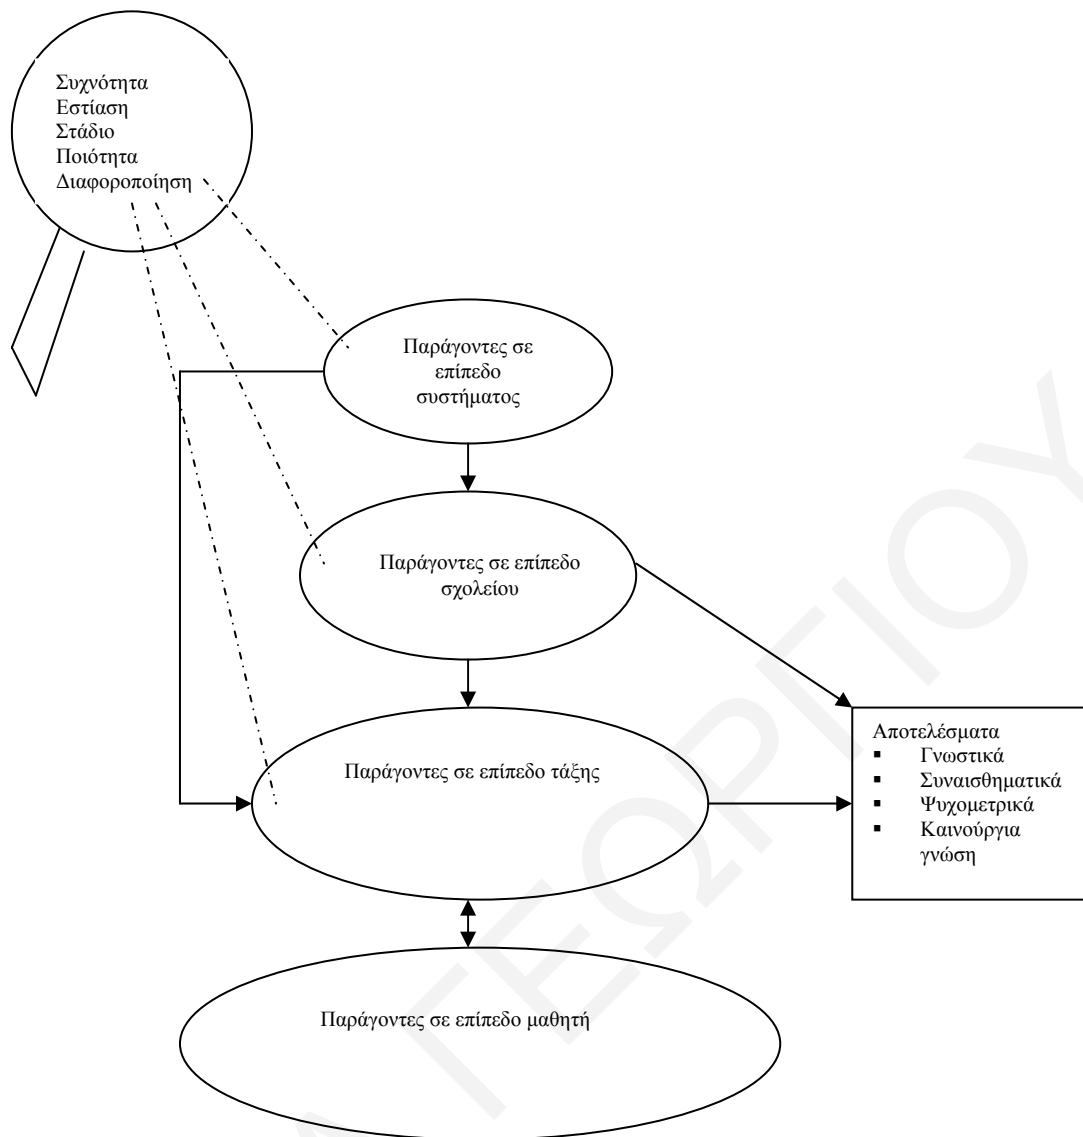 Συχνότητα
Εστίαση
Στάδιο
Ποιότητα
Διαφοροποίηση
Παράγοντες σε
επίπεδο
συστήματος
Παράγοντες σε επίπεδο
σχολείου
Παράγοντες σε επίπεδο τάξης
Αποτελέσματα
▪ Γνωστικά
▪ Συναισθηματικά
▪ Ψυχομετρικά
▪ Καινούργια
γνώση
Παράγοντες σε επίπεδο μαθητή
ΓΕΩΡΓΙΟΥ